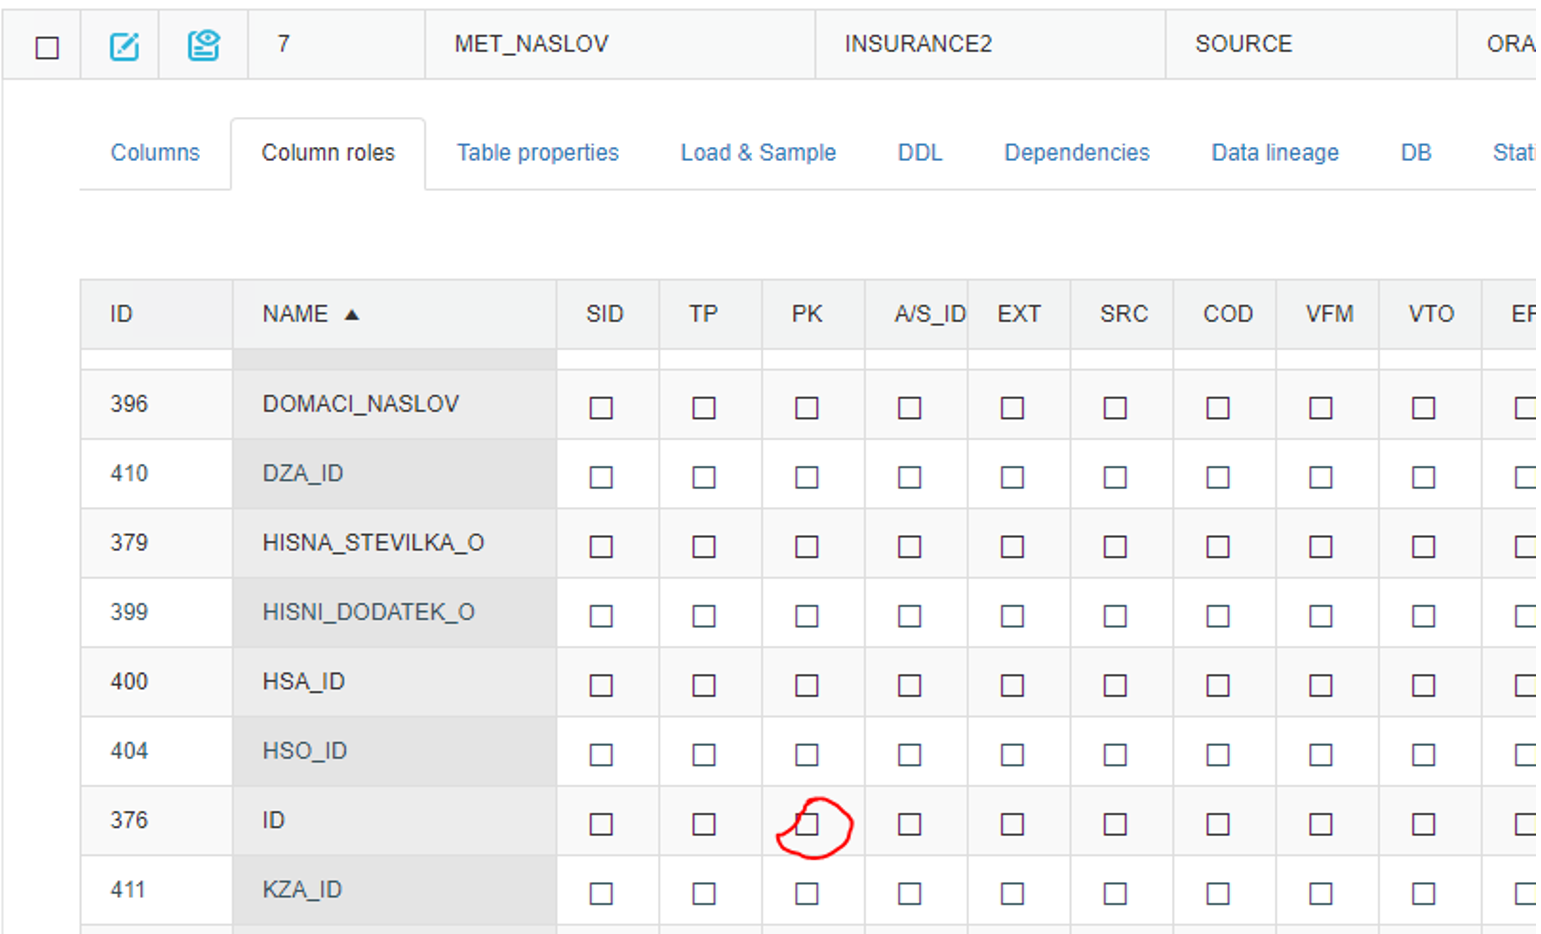 7 MET_NASLOV INSURANCE2 SOURCE ORA
Columns Column roles Table properties Load & Sample DDL Dependencies Data lineage DB Stati
ID NAME ▲ SID TP PK A/S_ID EXT SRC COD VFM VTO EF
396 DOMACI_NASLOV
410 DZA_ID
379 HISNA_STEVILKA_O
399 HISNI_DODATEK_O
400 HSA_ID
404 HSO_ID
376 ID
411 KZA_ID